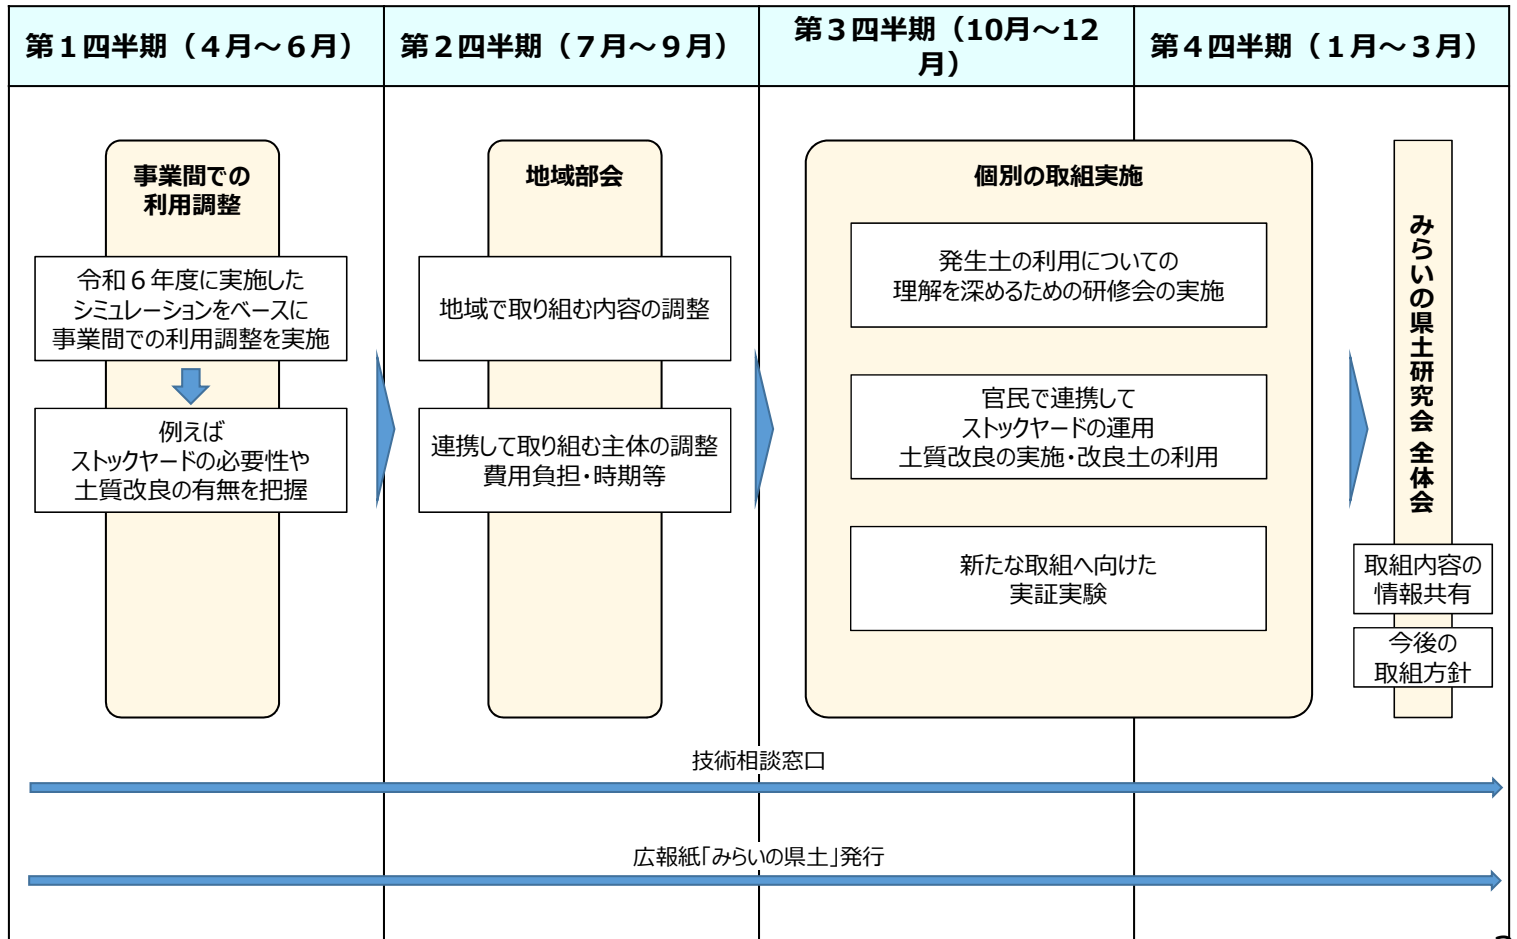 第１四半期（４月～６月）
第２四半期（７月～９月）
第３四半期（10月～12
月）
第４四半期（１月～３月）
事業間での
利用調整
令和６年度に実施した
シミュレーションをベースに
事業間での利用調整を実施
例えば
ストックヤードの必要性や
土質改良の有無を把握
地域部会
地域で取り組む内容の調整
連携して取り組む主体の調整
費用負担・時期等
個別の取組実施
発生土の利用についての
理解を深めるための研修会の実施
官民で連携して
ストックヤードの運用
土質改良の実施・改良土の利用
新たな取組へ向けた
実証実験
みらいの県土研究会 全体会
取組内容の
情報共有
今後の
取組方針
技術相談窓口
広報紙「みらいの県土」発行